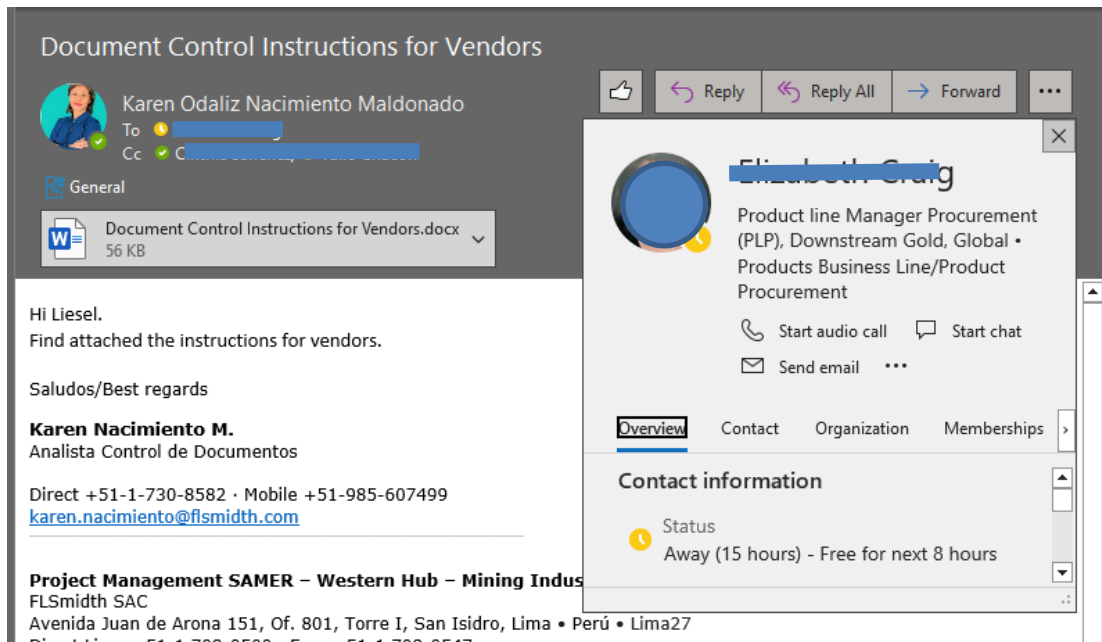 Document Control Instructions for Vendors
Karen Odaliz Nacimiento Maldonado
To
Cc
General
Document Control Instructions for Vendors.docx
56 KB
Reply
Reply All
Forward
Product line Manager Procurement
(PLP), Downstream Gold, Global •
Products Business Line/Product
Procurement
Start audio call
Start chat
Send email
Overview
Contact
Organization
Memberships
Contact information
Status
Away (15 hours) - Free for next 8 hours
Hi Liesel.
Find attached the instructions for vendors.
Saludos/Best regards
Karen Nacimiento M.
Analista Control de Documentos
Direct +51-1-730-8582 · Mobile +51-985-607499
karen.nacimiento@flsmidth.com
Project Management SAMER – Western Hub – Mining Indus
FLSmidth SAC
Avenida Juan de Arona 151, Of. 801, Torre I, San Isidro, Lima • Perú • Lima27